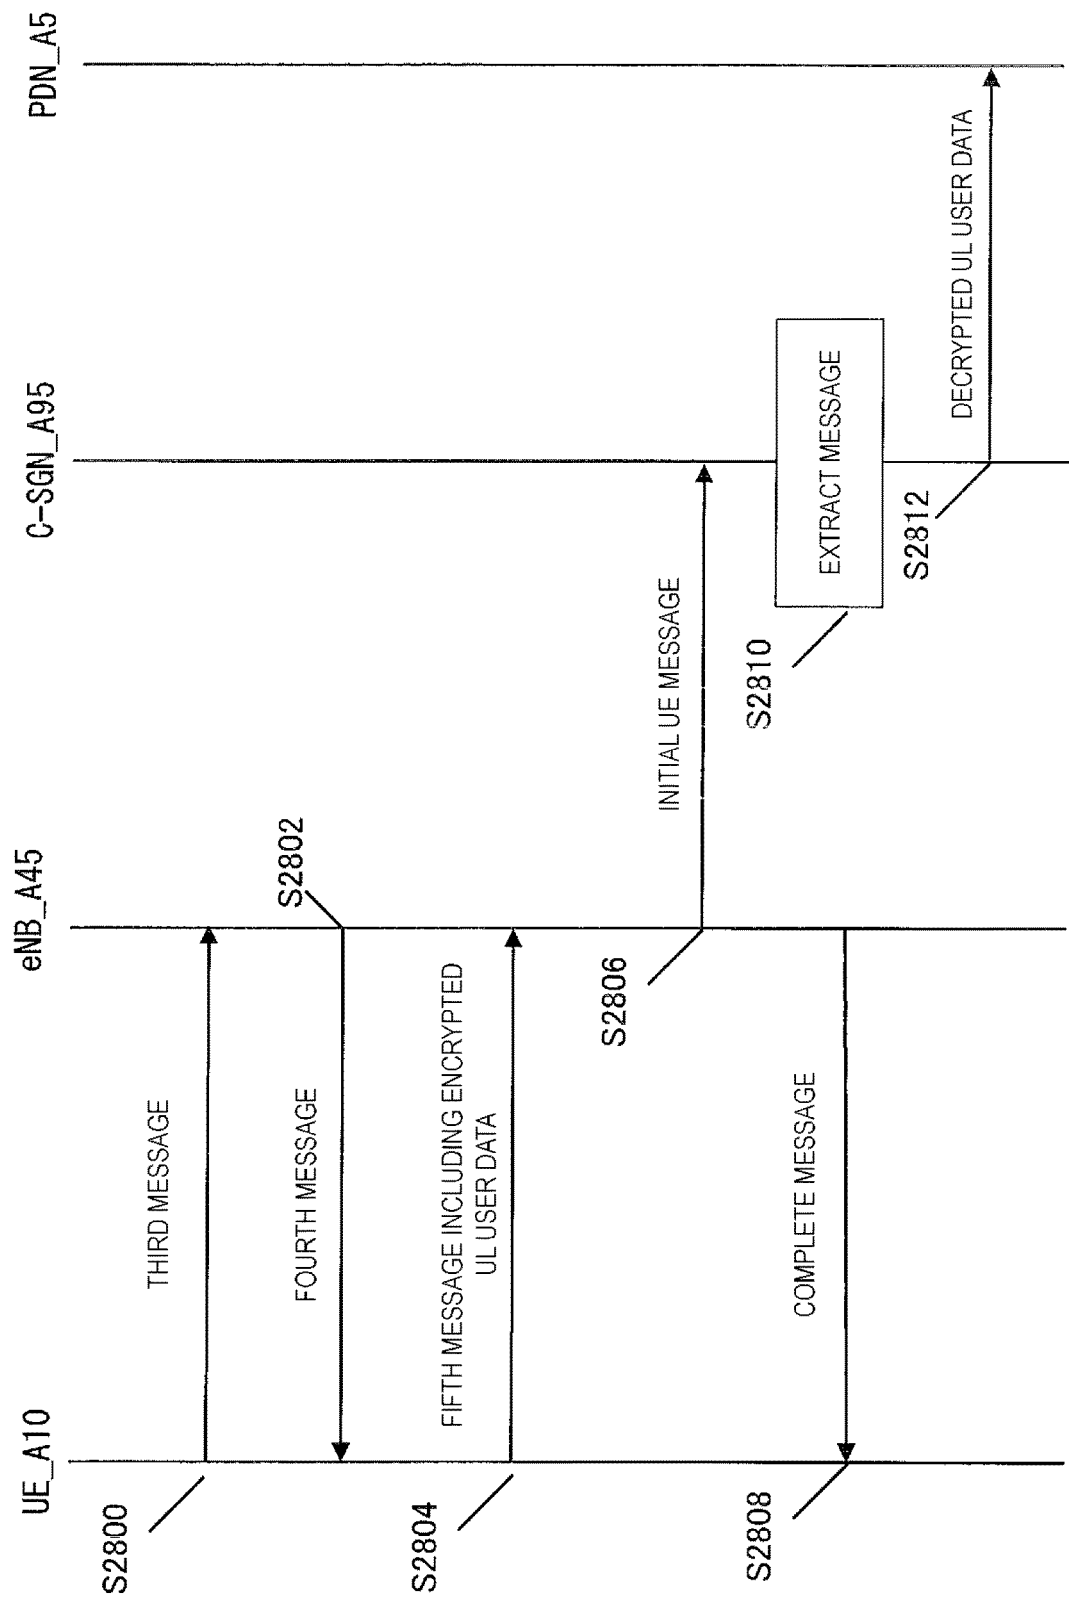 UE_A10
eNB_A45
C-SGN_A95
PDN_A5
S2800
THIRD MESSAGE
S2802
FOURTH MESSAGE
S2804
FIFTH MESSAGE INCLUDING ENCRYPTED
UL USER DATA
S2806
INITIAL UE MESSAGE
S2808
COMPLETE MESSAGE
S2810
EXTRACT MESSAGE
S2812
DECRYPTED UL USER DATA